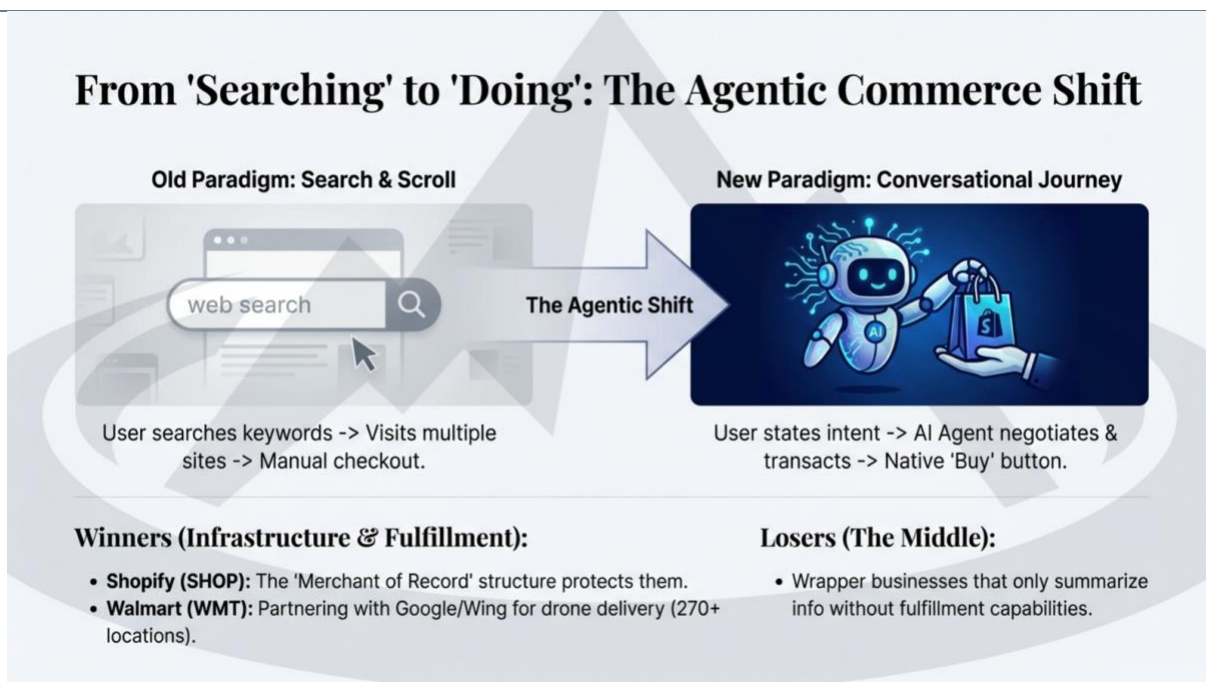 From 'Searching' to 'Doing': The Agentic Commerce Shift
Old Paradigm: Search & Scroll
web search
User searches keywords -> Visits multiple
sites -> Manual checkout.
The Agentic Shift
New Paradigm: Conversational Journey
AI
S
User states intent -> AI Agent negotiates &
transacts -> Native 'Buy' button.
Winners (Infrastructure & Fulfillment):
• Shopify (SHOP): The 'Merchant of Record' structure protects them.
• Walmart (WMT): Partnering with Google/Wing for drone delivery (270+
locations).
Losers (The Middle):
• Wrapper businesses that only summarize
info without fulfillment capabilities.